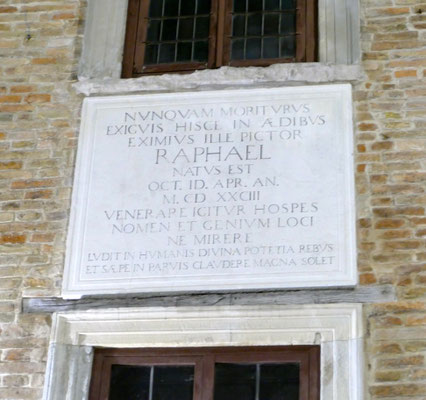 NVNQVAM MORITVRVS
EXIGVIS HISCE IN ÆDIBVS
EXIMIVS ILLE PICTOR
RAPHAEL
NATVS EST
OCT. ID. APR. AN.
M. CD XXCIII
VENERARE IGITVR HOSPES
NOMEN ET GENIVM LOCI
NE MIRERE
LVDIT IN HVMANIS DIVINA POTETIA REBVS
ET SÆPE IN PARVIS CLAVDERE MAGNA SOLET